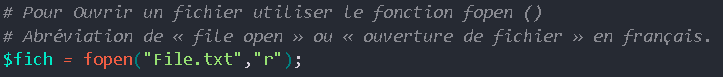 # Pour Ouvrir un fichier utiliser le fonction fopen ()
# Abréviation de « file open » ou « ouverture de fichier » en français.
$fich = fopen("File.txt","r");